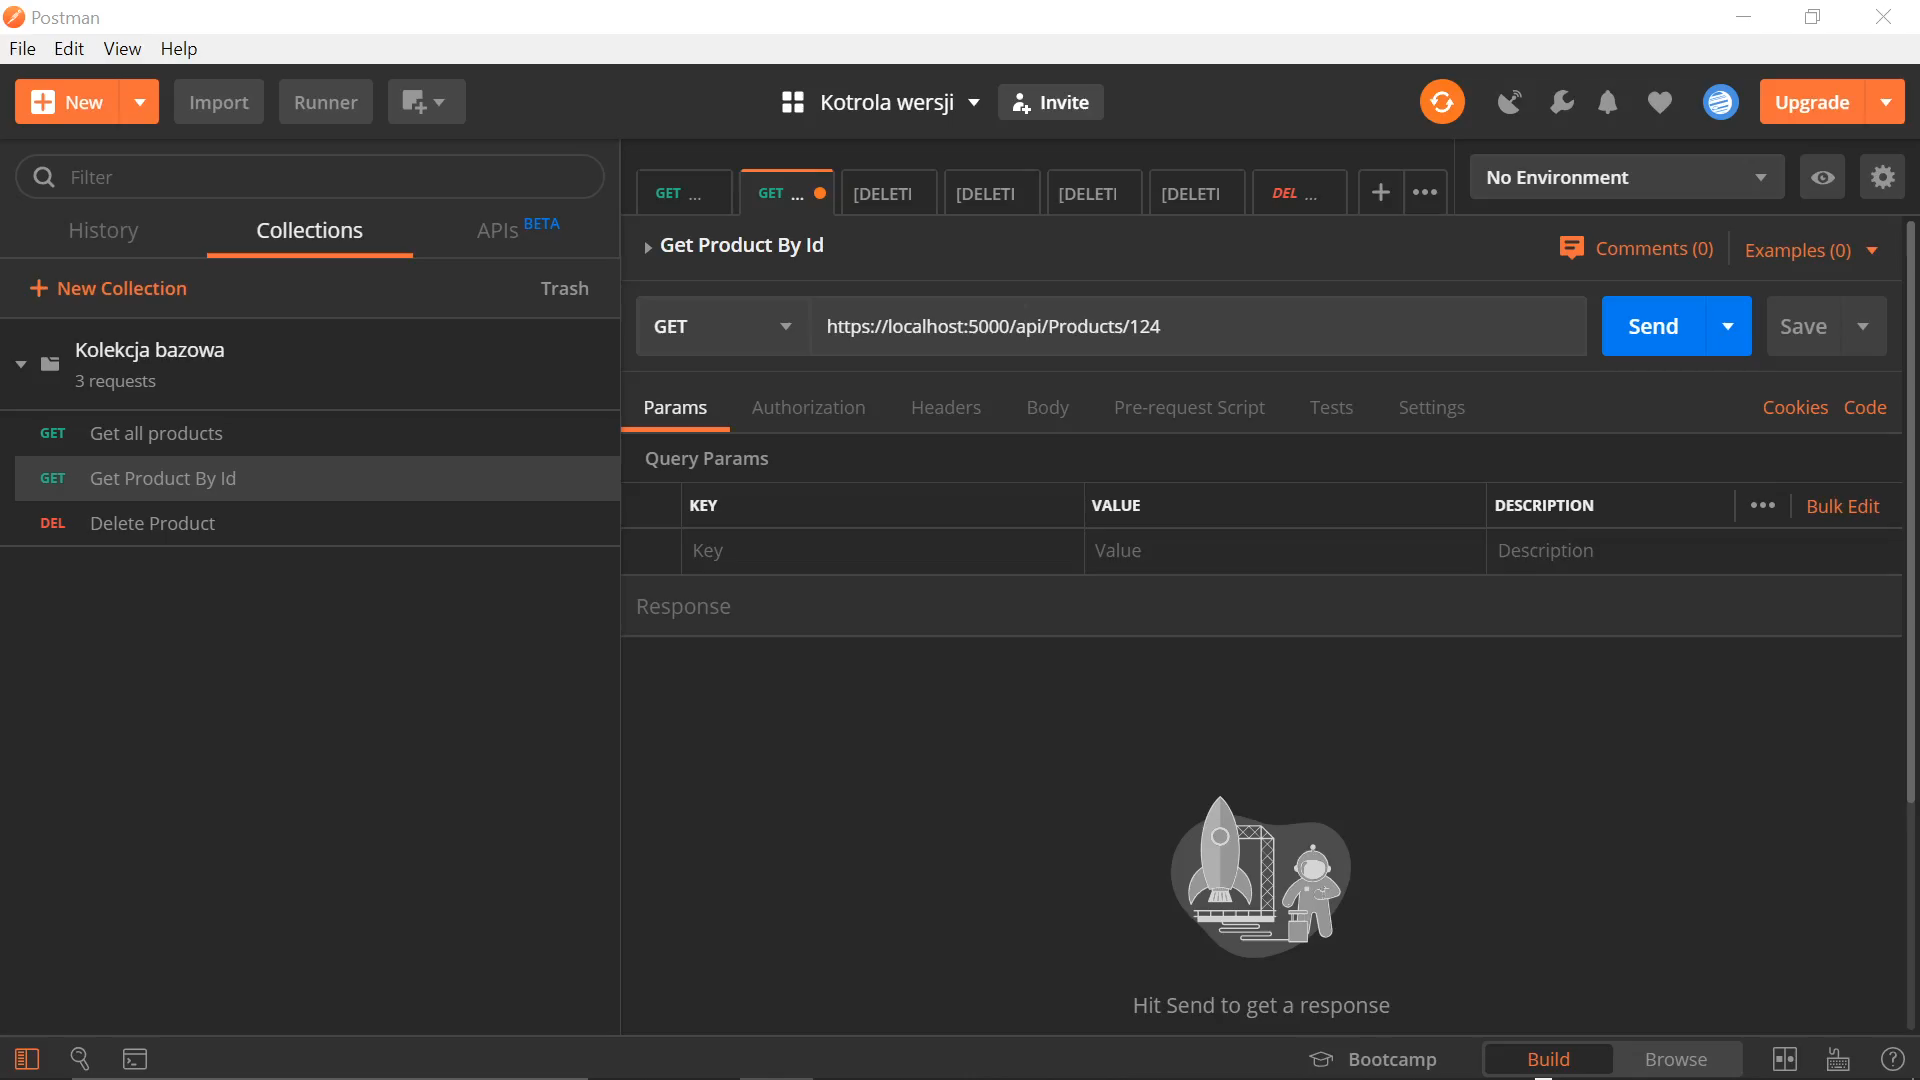 Postman
File Edit View Help
New Import Runner Kotrola wersji Invite Upgrade
Filter
History Collections APIs BETA
New Collection Trash
Kolekcja bazowa
3 requests
GET Get all products
GET Get Product By Id
DEL Delete Product
GET ... GET ... [DELETI [DELETI [DELETI [DELETI DEL ... + ••• No Environment
Get Product By Id Comments (0) Examples (0)
GET https://localhost:5000/api/Products/124 Send Save
Params Authorization Headers Body Pre-request Script Tests Settings Cookies Code
Query Params
KEY VALUE DESCRIPTION ••• Bulk Edit
Key Value Description
Response
Hit Send to get a response
Bootcamp Build Browse